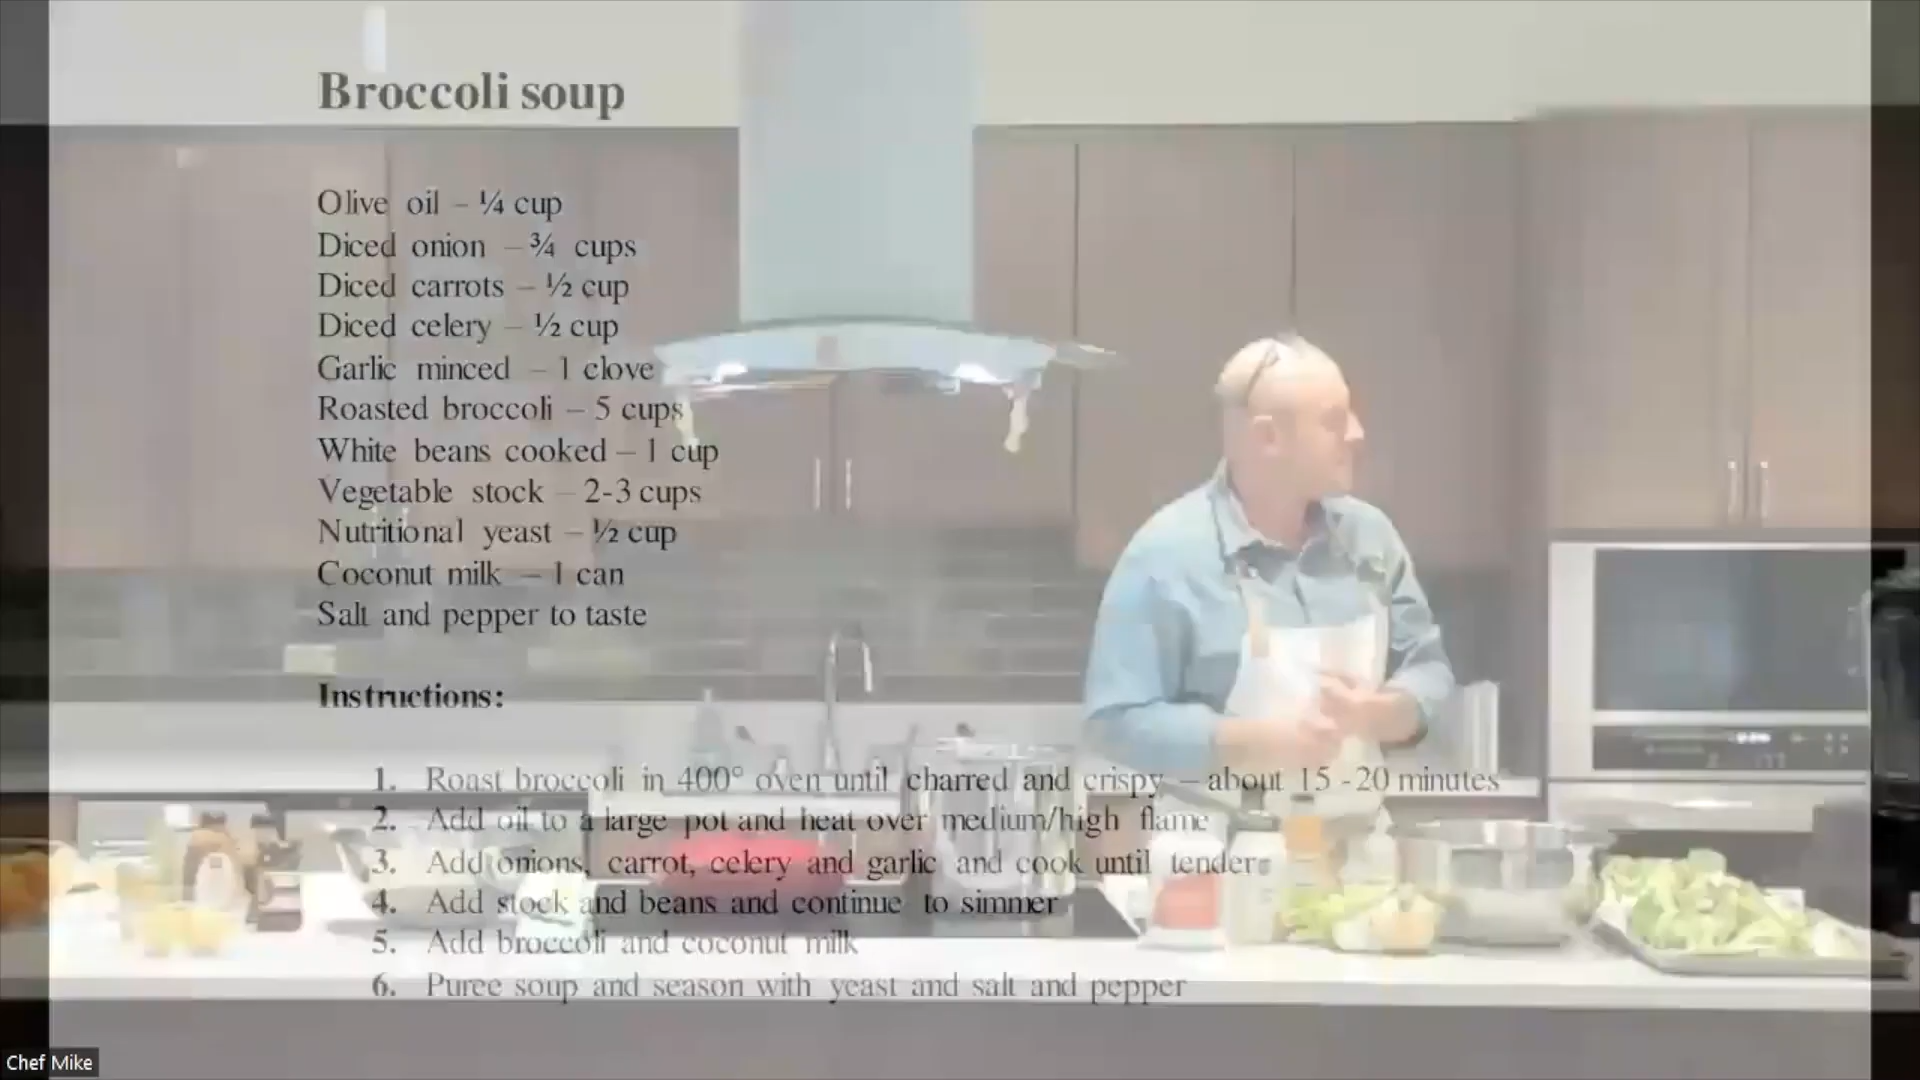 Broccoli soup
Olive oil – ¼ cup
Diced onion – ¾ cups
Diced carrots – ½ cup
Diced celery – ½ cup
Garlic minced – 1 clove
Roasted broccoli – 5 cups
White beans cooked – 1 cup
Vegetable stock – 2-3 cups
Nutritional yeast – ½ cup
Coconut milk – 1 can
Salt and pepper to taste
Instructions:
1. Roast broccoli in 400° oven until charred and crispy – about 15 -20 minutes
2. Add oil to a large pot and heat over medium/high flame
3. Add onions, carrot, celery and garlic and cook until tender
4. Add stock and beans and continue to simmer
5. Add broccoli and coconut milk
6. Puree soup and season with yeast and salt and pepper
Chef Mike